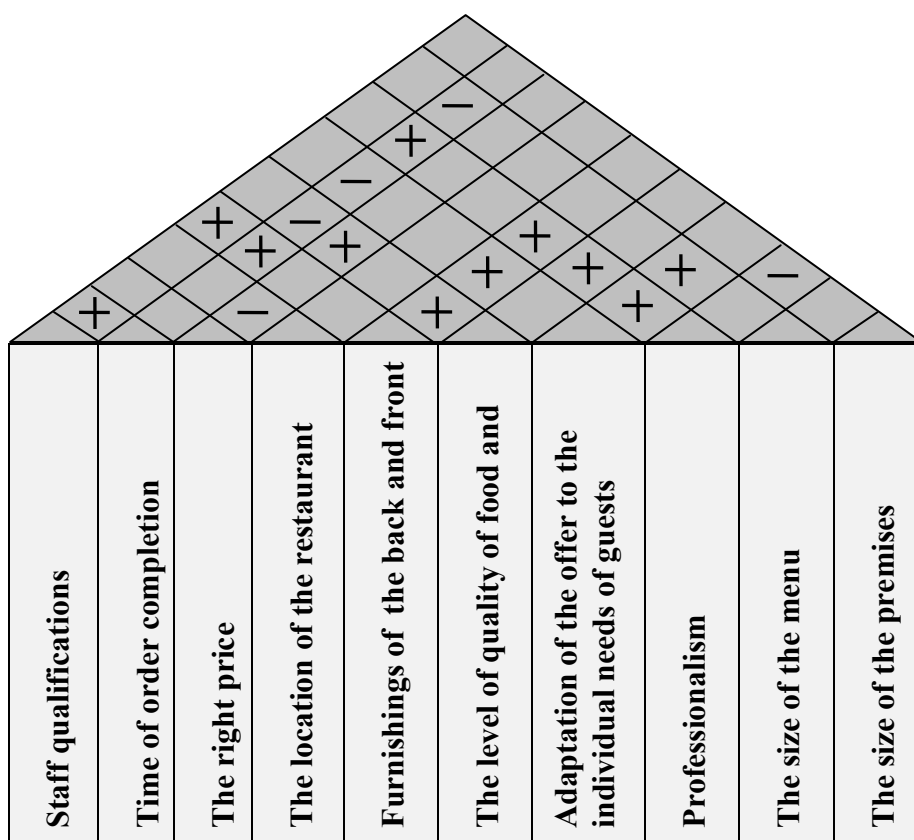 Staff qualifications
Time of order completion
The right price
The location of the restaurant
Furnishings of the back and front
The level of quality of food and
Adaptation of the offer to the
individual needs of guests
Professionalism
The size of the menu
The size of the premises